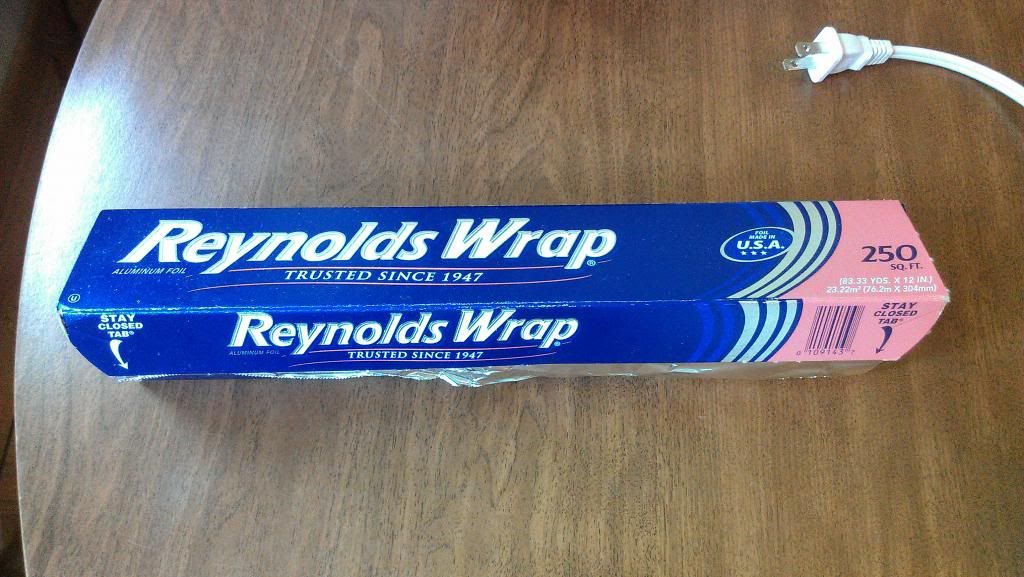 Reynolds Wrap®
ALUMINUM FOIL
TRUSTED SINCE 1947
FOIL
MADE IN
U.S.A.
250
SQ. FT.
(83.33 YDS. X 12 IN.)
23.22m² (76.2m X 304mm)
U
STAY
CLOSED
TAB®
Reynolds Wrap
ALUMINUM FOIL
TRUSTED SINCE 1947
STAY
CLOSED
TAB®